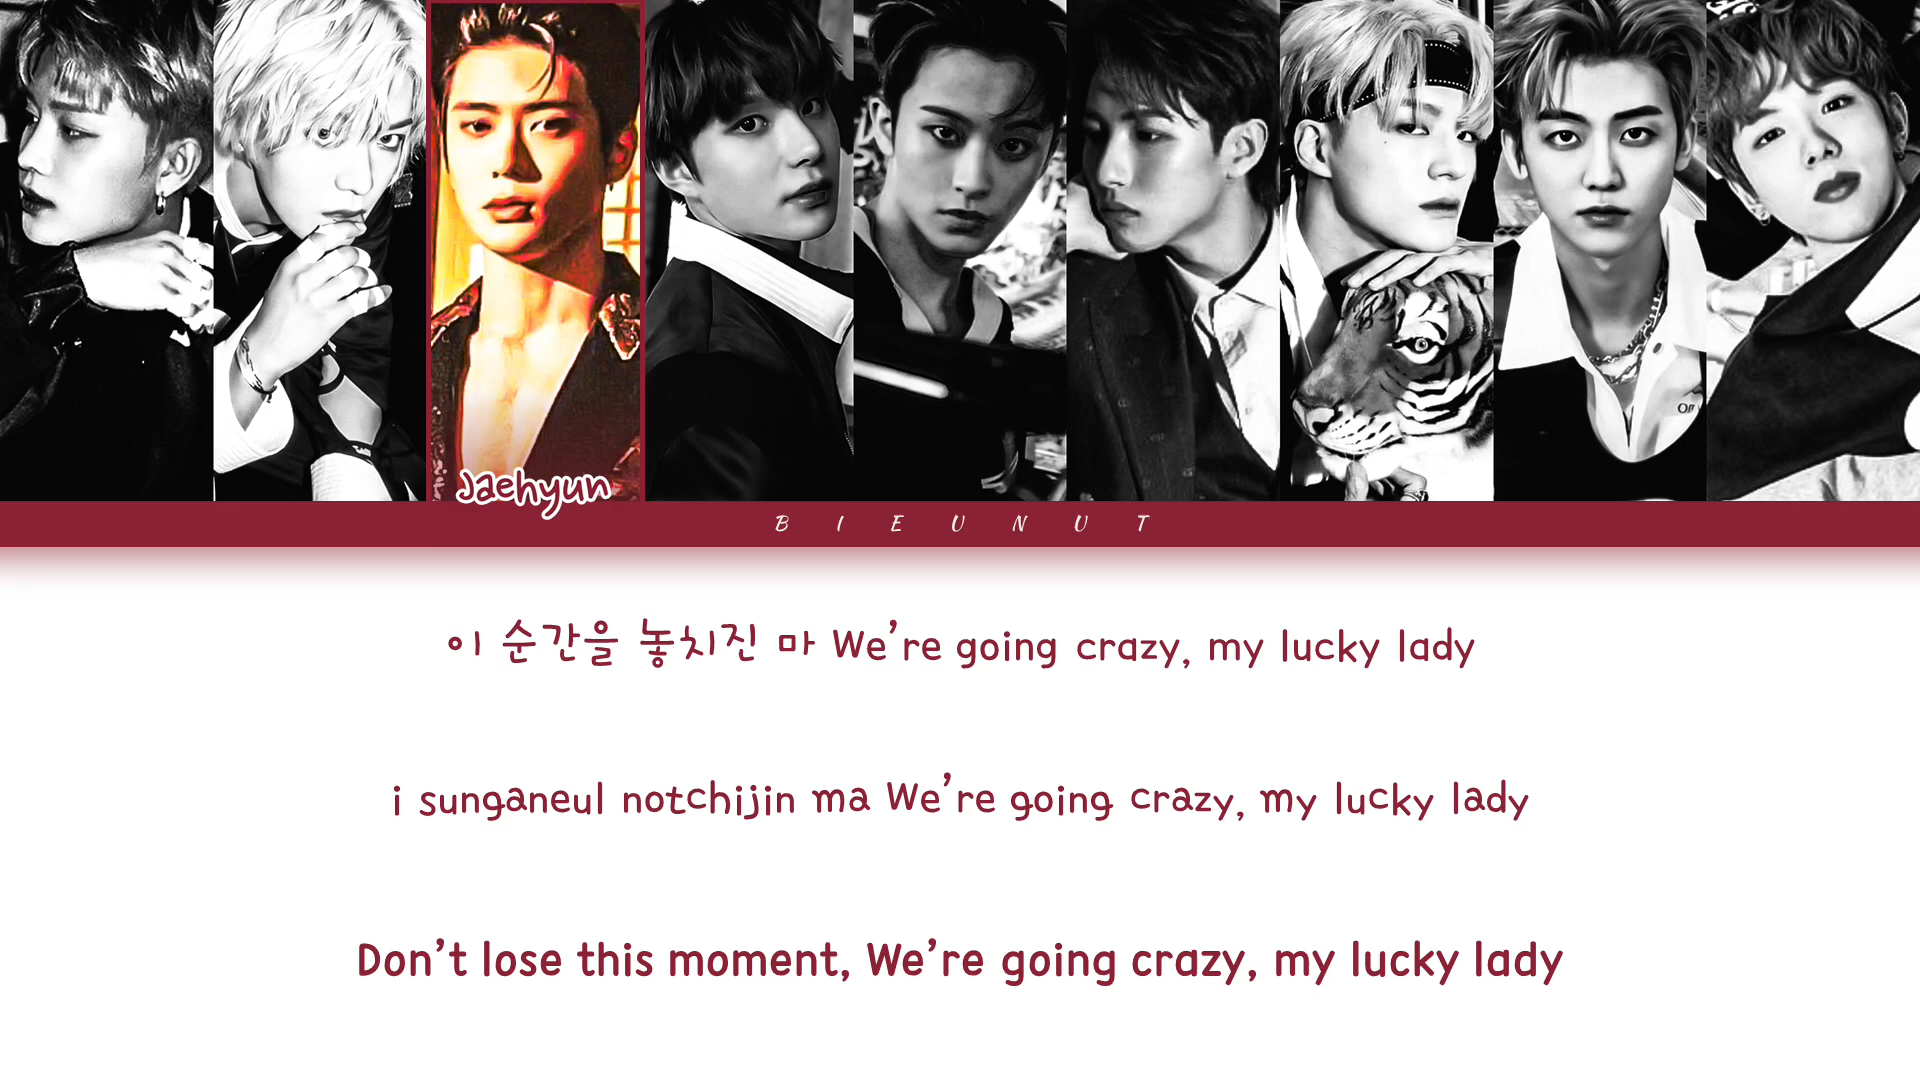 Jaehyun
B I E U N U T
이 순간을 놓치진 마 We're going crazy, my lucky lady
i sunganeul notchijin ma We're going crazy, my lucky lady
Don't lose this moment, We're going crazy, my lucky lady